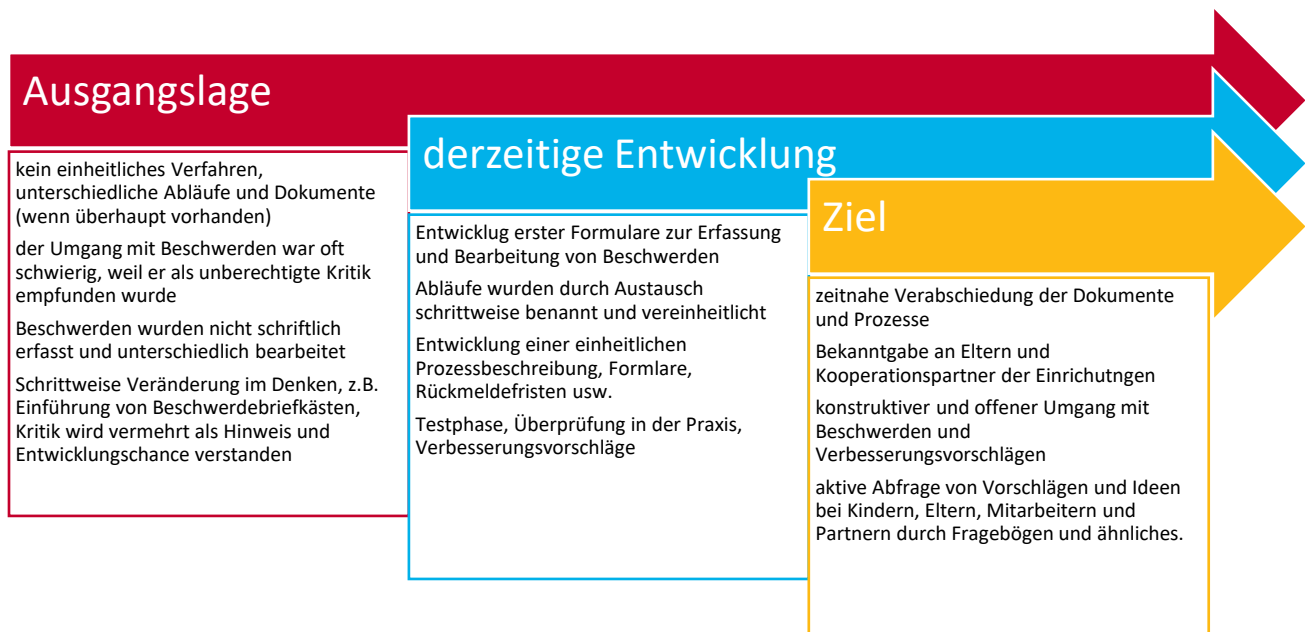 Ausgangslage
kein einheitliches Verfahren,
unterschiedliche Abläufe und Dokumente
(wenn überhaupt vorhanden)
der Umgang mit Beschwerden war oft
schwierig, weil er als unberechtigte Kritik
empfunden wurde
Beschwerden wurden nicht schriftlich
erfasst und unterschiedlich bearbeitet
Schrittweise Veränderung im Denken, z.B.
Einführung von Beschwerdebriefkästen,
Kritik wird vermehrt als Hinweis und
Entwicklungschance verstanden
derzeitige Entwicklung
Entwicklug erster Formulare zur Erfassung
und Bearbeitung von Beschwerden
Abläufe wurden durch Austausch
schrittweise benannt und vereinheitlicht
Entwicklung einer einheitlichen
Prozessbeschreibung, Formlare,
Rückmeldefristen usw.
Testphase, Überprüfung in der Praxis,
Verbesserungsvorschläge
Ziel
zeitnahe Verabschiedung der Dokumente
und Prozesse
Bekanntgabe an Eltern und
Kooperationspartner der Einrichutngen
konstruktiver und offener Umgang mit
Beschwerden und
Verbesserungsvorschlägen
aktive Abfrage von Vorschlägen und Ideen
bei Kindern, Eltern, Mitarbeitern und
Partnern durch Fragebögen und ähnliches.